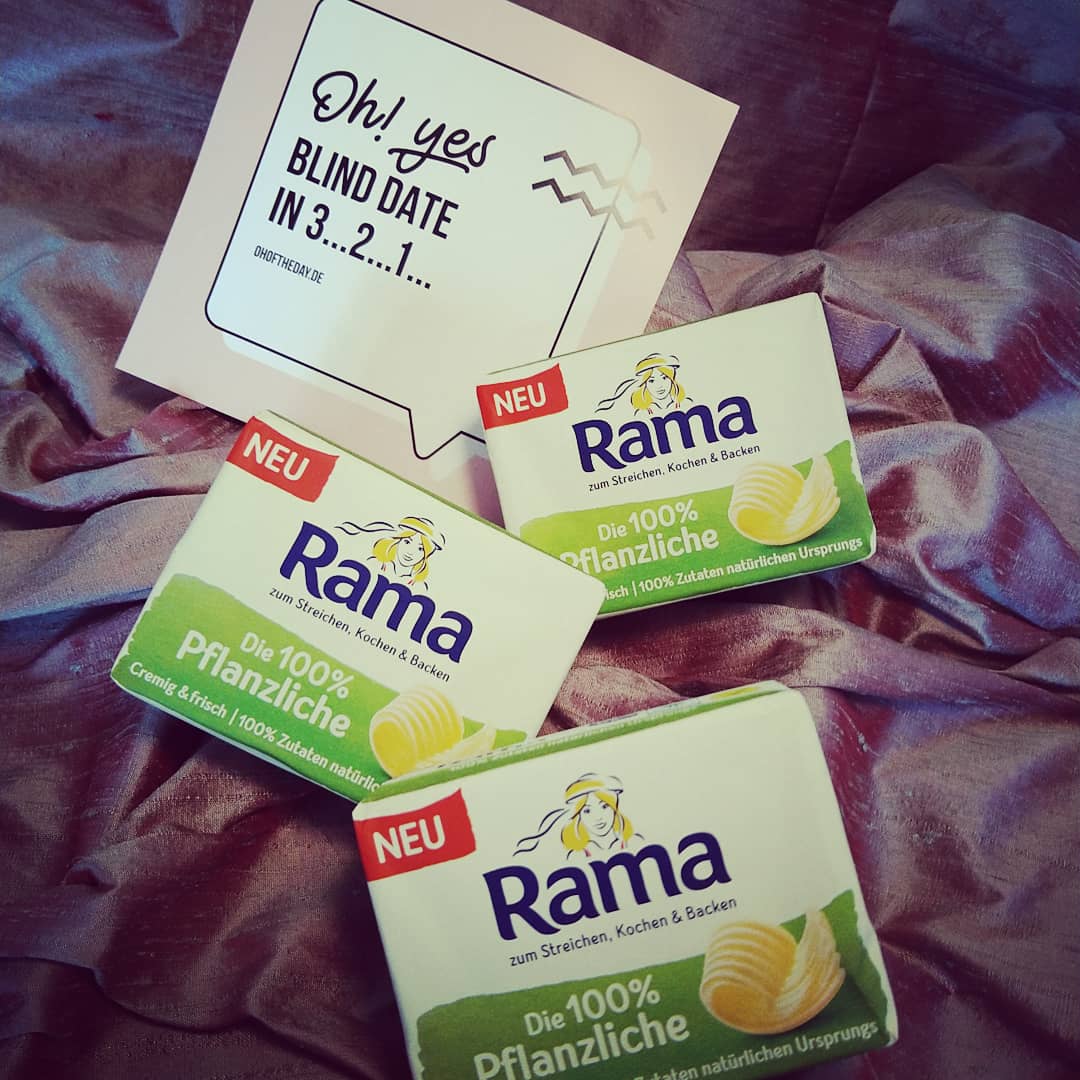 Oh! yes
BLIND DATE
IN 3...2...1...
OHOFTHEDAY.DE
NEU
Rama
zum Streichen, Kochen & Backen
Die 100%
Pflanzliche
100% Zutaten natürlichen Ursprungs
NEU
Rama
zum Streichen, Kochen & Backen
Die 100%
Pflanzliche
Cremig & frisch | 100% Zutaten
NEU
Rama
zum Streichen, Kochen & Backen
Die 100%
Pflanzliche
Zutaten natürlichen Ursprungs